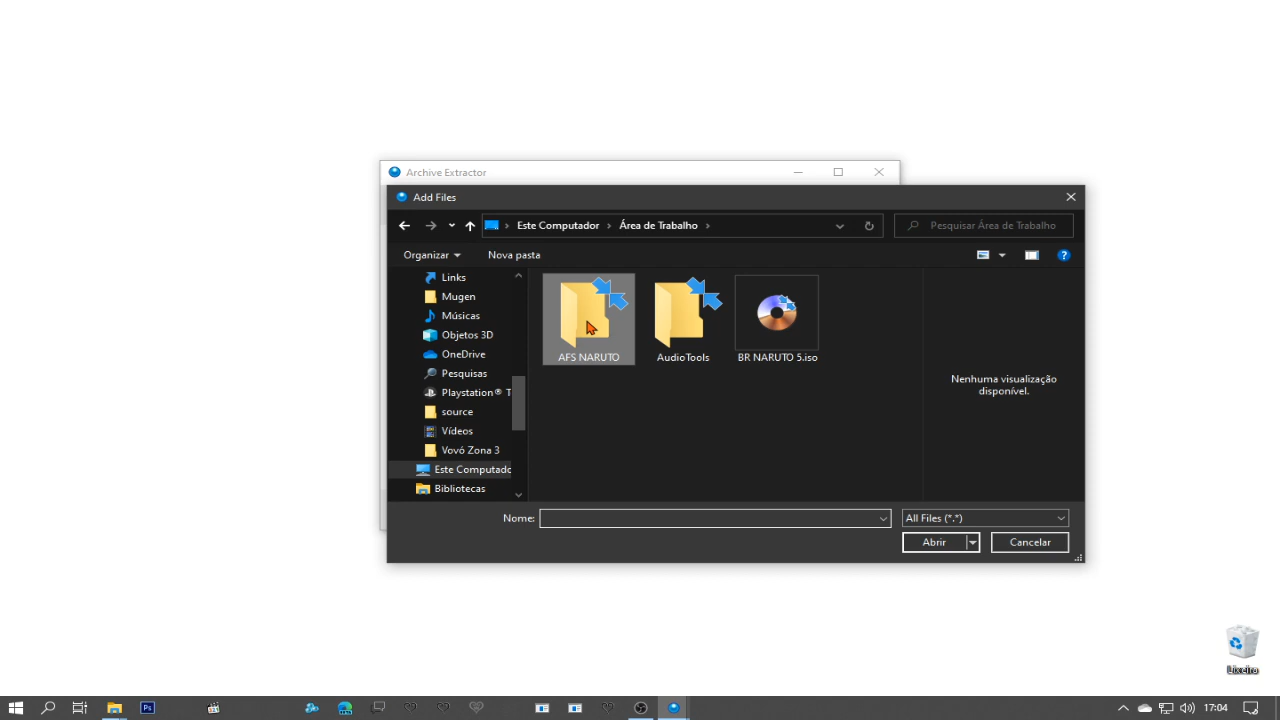 Archive Extractor
Add Files
Este Computador
Área de Trabalho
Pesquisar Área de Trabalho
Organizar
Nova pasta
Links
Mugen
Músicas
Objetos 3D
OneDrive
Pesquisas
Playstation® T
source
Vídeos
Vovó Zona 3
Este Computado
Bibliotecas
AFS NARUTO
AudioTools
BR NARUTO 5.iso
Nenhuma visualização
disponível.
Nome:
All Files (*.*)
Abrir
Cancelar
Lixeira
Ps
17:04